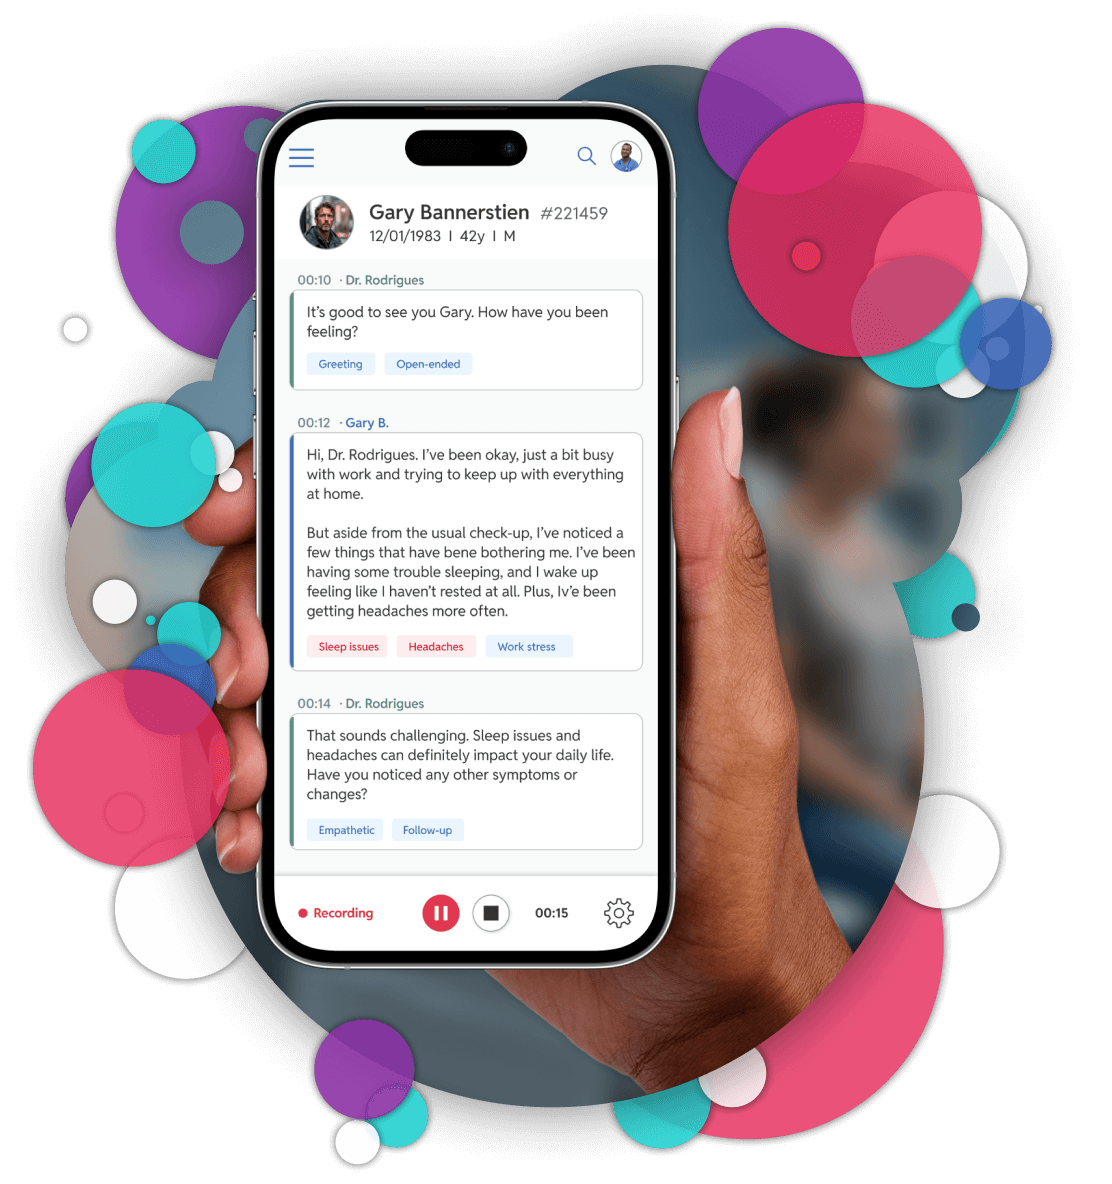 Gary Bannerstien #221459
12/01/1983 I 42y I M
00:10 · Dr. Rodrigues
It's good to see you Gary. How have you been
feeling?
Greeting Open-ended
00:12 · Gary B.
Hi, Dr. Rodrigues. I've been okay, just a bit busy
with work and trying to keep up with everything
at home.
But aside from the usual check-up, I've noticed a
few things that have bene bothering me. I've been
having some trouble sleeping, and I wake up
feeling like I haven't rested at all. Plus, Iv'e been
getting headaches more often.
Sleep issues Headaches Work stress
00:14 · Dr. Rodrigues
That sounds challenging. Sleep issues and
headaches can definitely impact your daily life.
Have you noticed any other symptoms or
changes?
Empathetic Follow-up
Recording 00:15